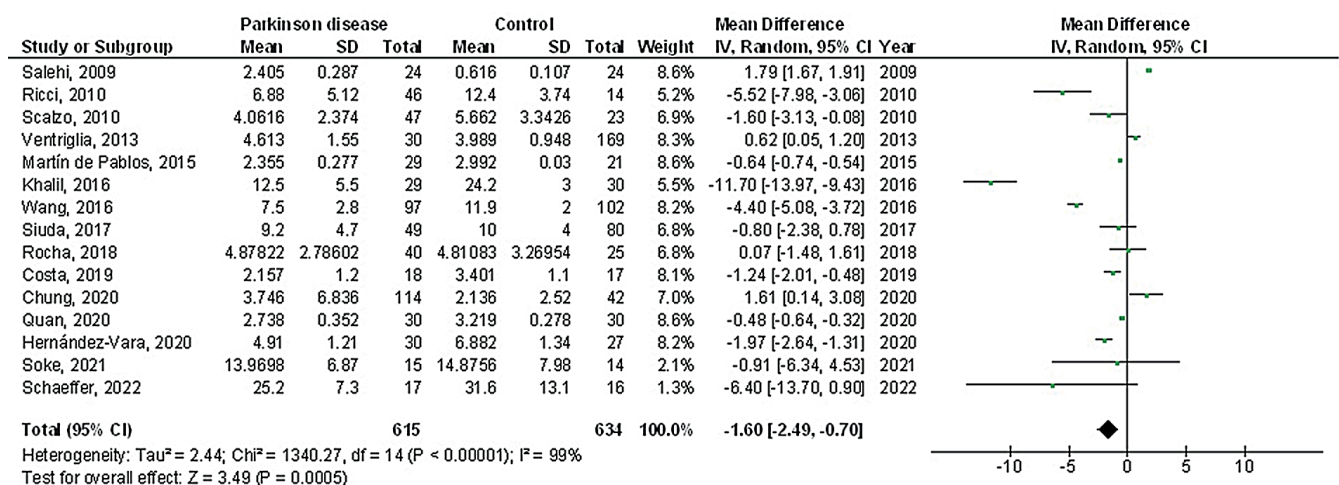 Parkinson disease Control Mean Difference Mean Difference
Study or Subgroup Mean SD Total Mean SD Total Weight IV, Random, 95% CI Year IV, Random, 95% CI
Salehi, 2009 2.405 0.287 24 0.616 0.107 24 8.6% 1.79 [1.67, 1.91] 2009
Ricci, 2010 6.88 5.12 46 12.4 3.74 14 5.2% -5.52 [-7.98, -3.06] 2010
Scalzo, 2010 4.0616 2.374 47 5.662 3.3426 23 6.9% -1.60 [-3.13, -0.08] 2010
Ventriglia, 2013 4.613 1.55 30 3.989 0.948 169 8.3% 0.62 [0.05, 1.20] 2013
Martín de Pablos, 2015 2.355 0.277 29 2.992 0.03 21 8.6% -0.64 [-0.74, -0.54] 2015
Khalil, 2016 12.5 5.5 29 24.2 3 30 5.5% -11.70 [-13.97, -9.43] 2016
Wang, 2016 7.5 2.8 97 11.9 2 102 8.2% -4.40 [-5.08, -3.72] 2016
Siuda, 2017 9.2 4.7 49 10 4 80 6.8% -0.80 [-2.38, 0.78] 2017
Rocha, 2018 4.87822 2.78602 40 4.81083 3.26954 25 6.9% 0.07 [-1.48, 1.61] 2018
Costa, 2019 2.157 1.2 18 3.401 1.1 17 8.1% -1.24 [-2.01, -0.48] 2019
Chung, 2020 3.746 6.836 114 2.136 2.52 42 7.0% 1.61 [0.14, 3.08] 2020
Quan, 2020 2.738 0.352 30 3.219 0.278 30 8.6% -0.48 [-0.64, -0.32] 2020
Hernández-Vara, 2020 4.91 1.21 30 6.882 1.34 27 8.2% -1.97 [-2.64, -1.31] 2020
Soke, 2021 13.9698 6.87 15 14.8756 7.98 14 2.1% -0.91 [-6.34, 4.53] 2021
Schaeffer, 2022 25.2 7.3 17 31.6 13.1 16 1.3% -6.40 [-13.70, 0.90] 2022
Total (95% CI) 615 634 100.0% -1.60 [-2.49, -0.70]
Heterogeneity: Tau² = 2.44; Chi² = 1340.27, df = 14 (P < 0.00001); I² = 99%
Test for overall effect: Z = 3.49 (P = 0.0005)
-10 -5 0 5 10